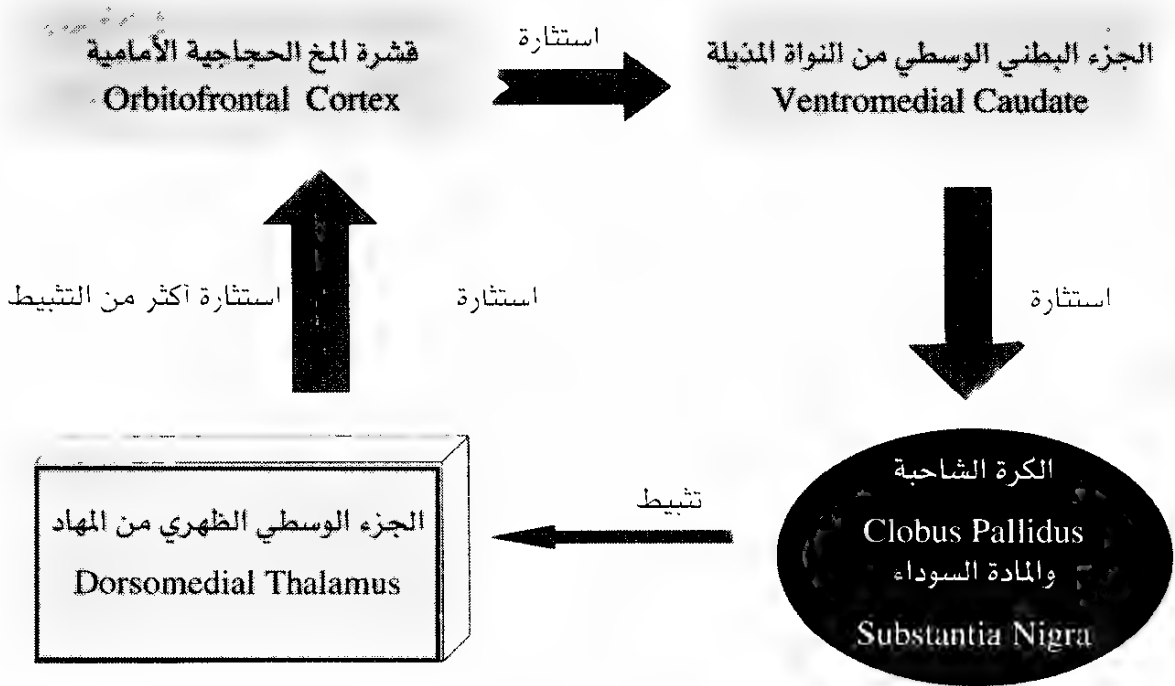 قشرة المخ الحجاجية الأمامية
Orbitofrontal Cortex
استثارة
الجزء البطني الوسطي من النواة المذيلة
Ventromedial Caudate
استثارة أكثر من التثبيط
استثارة
استثارة
الجزء الوسطي الظهري من المهاد
Dorsomedial Thalamus
تثبيط
الكرة الشاحبة
Clobus Pallidus
والمادة السوداء
Substantia Nigra